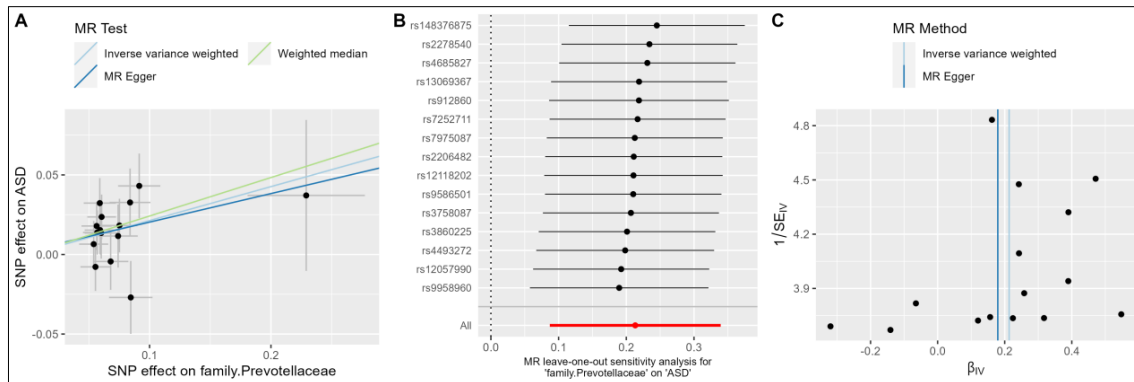 A
MR Test
Inverse variance weighted
Weighted median
MR Egger
SNP effect on ASD
0.05
0.00
-0.05
0.1
0.2
SNP effect on family.Prevotellaceae
B
rs148376875
rs2278540
rs4685827
rs13069367
rs912860
rs7252711
rs7975087
rs2206482
rs12118202
rs9586501
rs3758087
rs3860225
rs4493272
rs12057990
rs9958960
All
0.0
0.1
0.2
0.3
MR leave-one-out sensitivity analysis for
'family.Prevotellaceae' on 'ASD'
C
MR Method
Inverse variance weighted
MR Egger
1/SE_IV
4.8
4.5
4.2
3.9
-0.2
0.0
0.2
0.4
β_IV